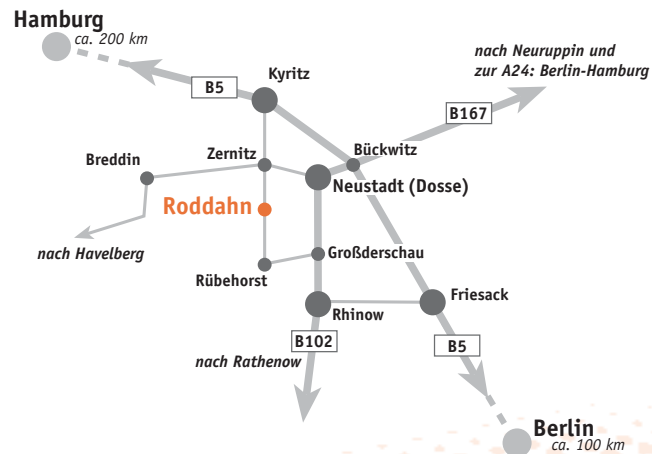 Hamburg
ca. 200 km
nach Neuruppin und
zur A24: Berlin-Hamburg
Kyritz
B5
B167
Breddin
Zernitz
Bückwitz
Neustadt (Dosse)
Roddahn
nach Havelberg
Großderschau
Rübehorst
Friesack
Rhinow
B102
B5
nach Rathenow
Berlin
ca. 100 km